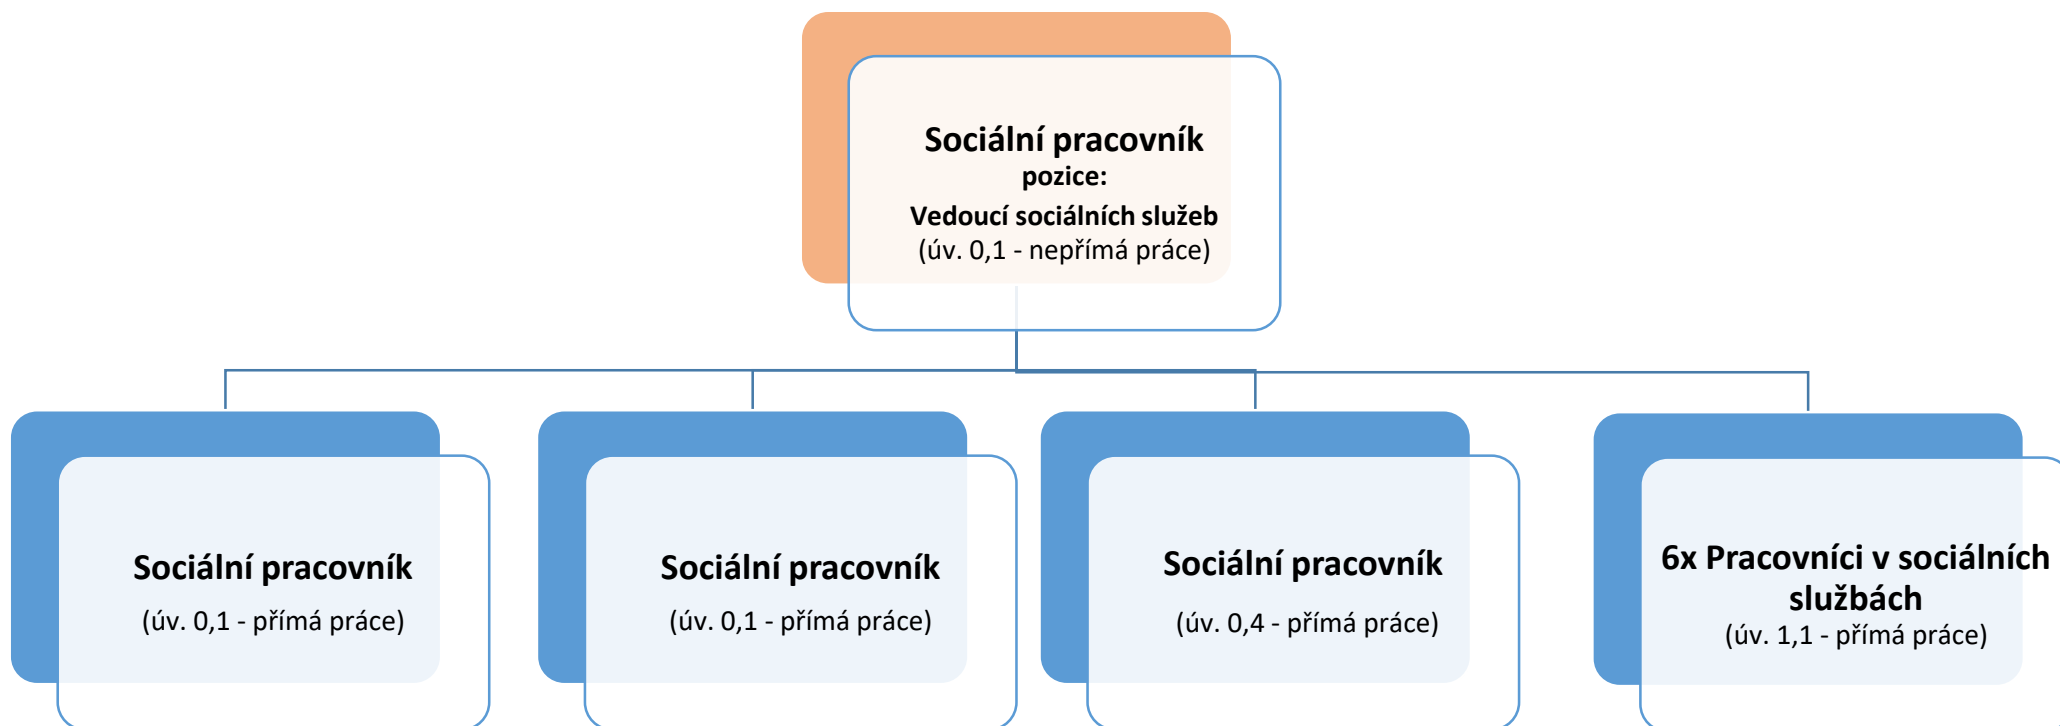 Sociální pracovník
pozice:
Vedoucí sociálních služeb
(úv. 0,1 - nepřímá práce)
Sociální pracovník
(úv. 0,1 - přímá práce)
Sociální pracovník
(úv. 0,1 - přímá práce)
Sociální pracovník
(úv. 0,4 - přímá práce)
6x Pracovníci v sociálních
službách
(úv. 1,1 - přímá práce)